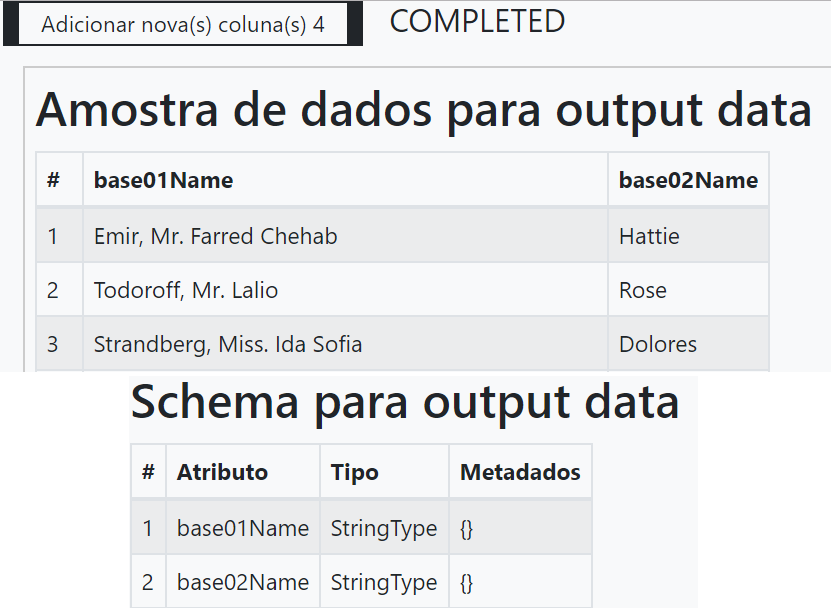 Adicionar nova(s) coluna(s) 4 COMPLETED
Amostra de dados para output data
# base01Name base02Name
1 Emir, Mr. Farred Chehab Hattie
2 Todoroff, Mr. Lalio Rose
3 Strandberg, Miss. Ida Sofia Dolores
Schema para output data
# Atributo Tipo Metadados
1 base01Name StringType {}
2 base02Name StringType {}